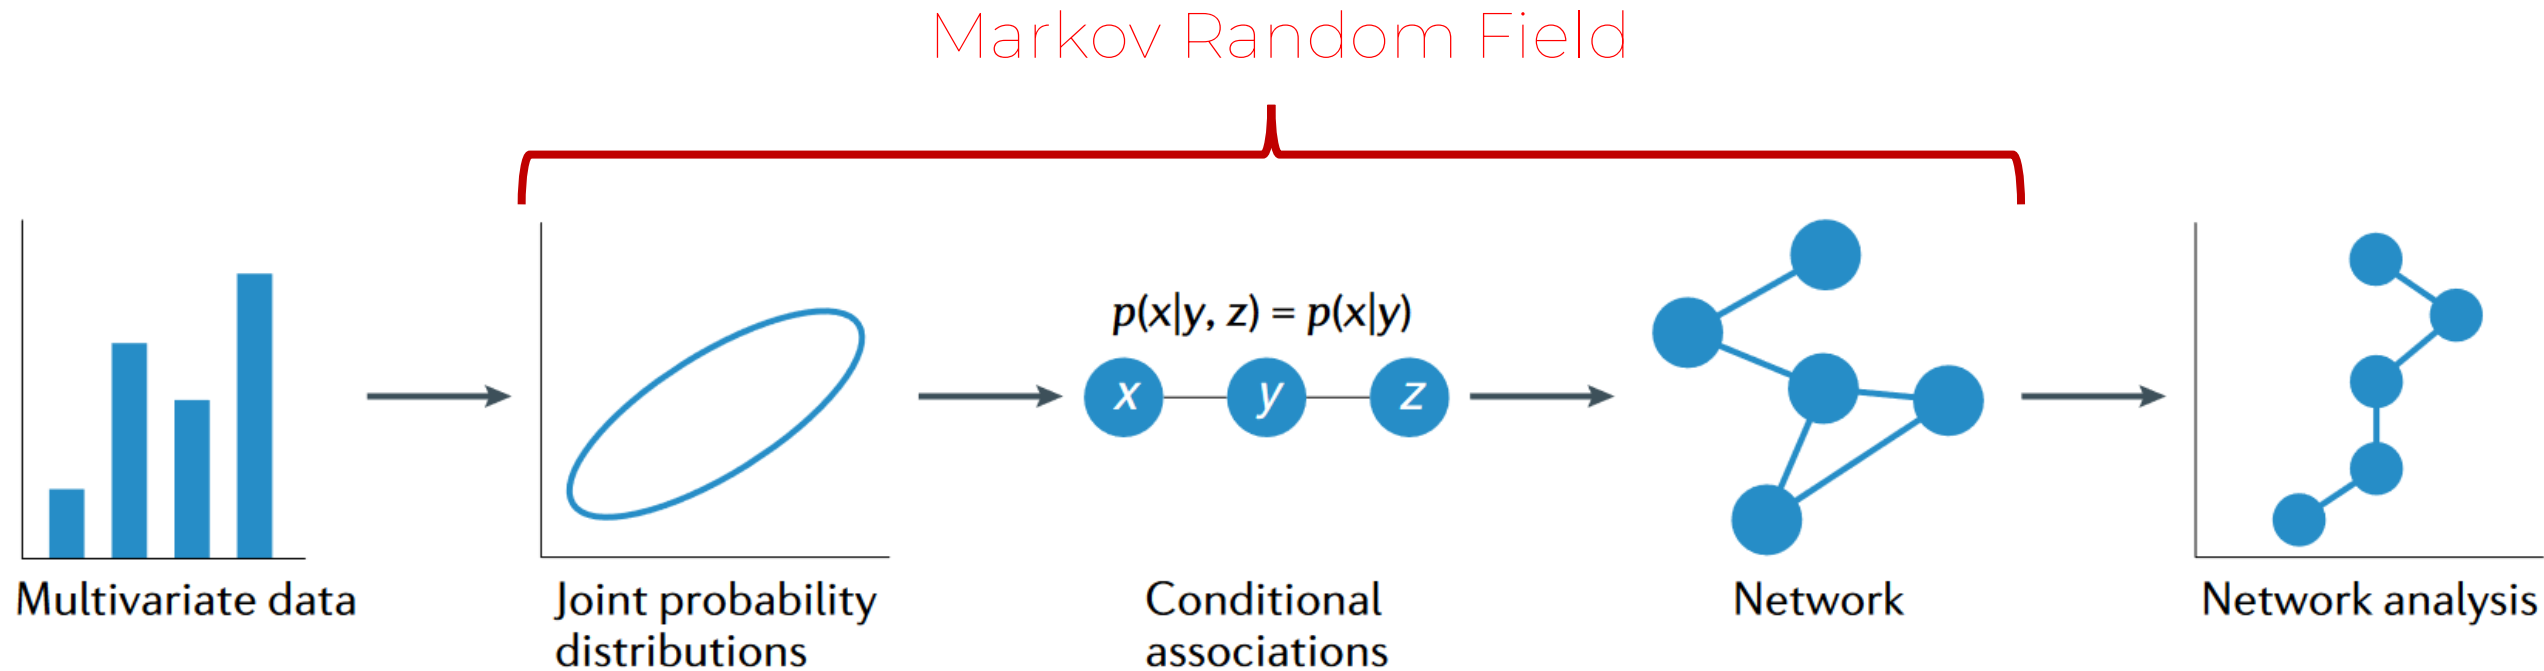 Markov Random Field
p(x|y, z) = p(x|y)
x
y
z
Multivariate data
Joint probability
distributions
Conditional
associations
Network
Network analysis